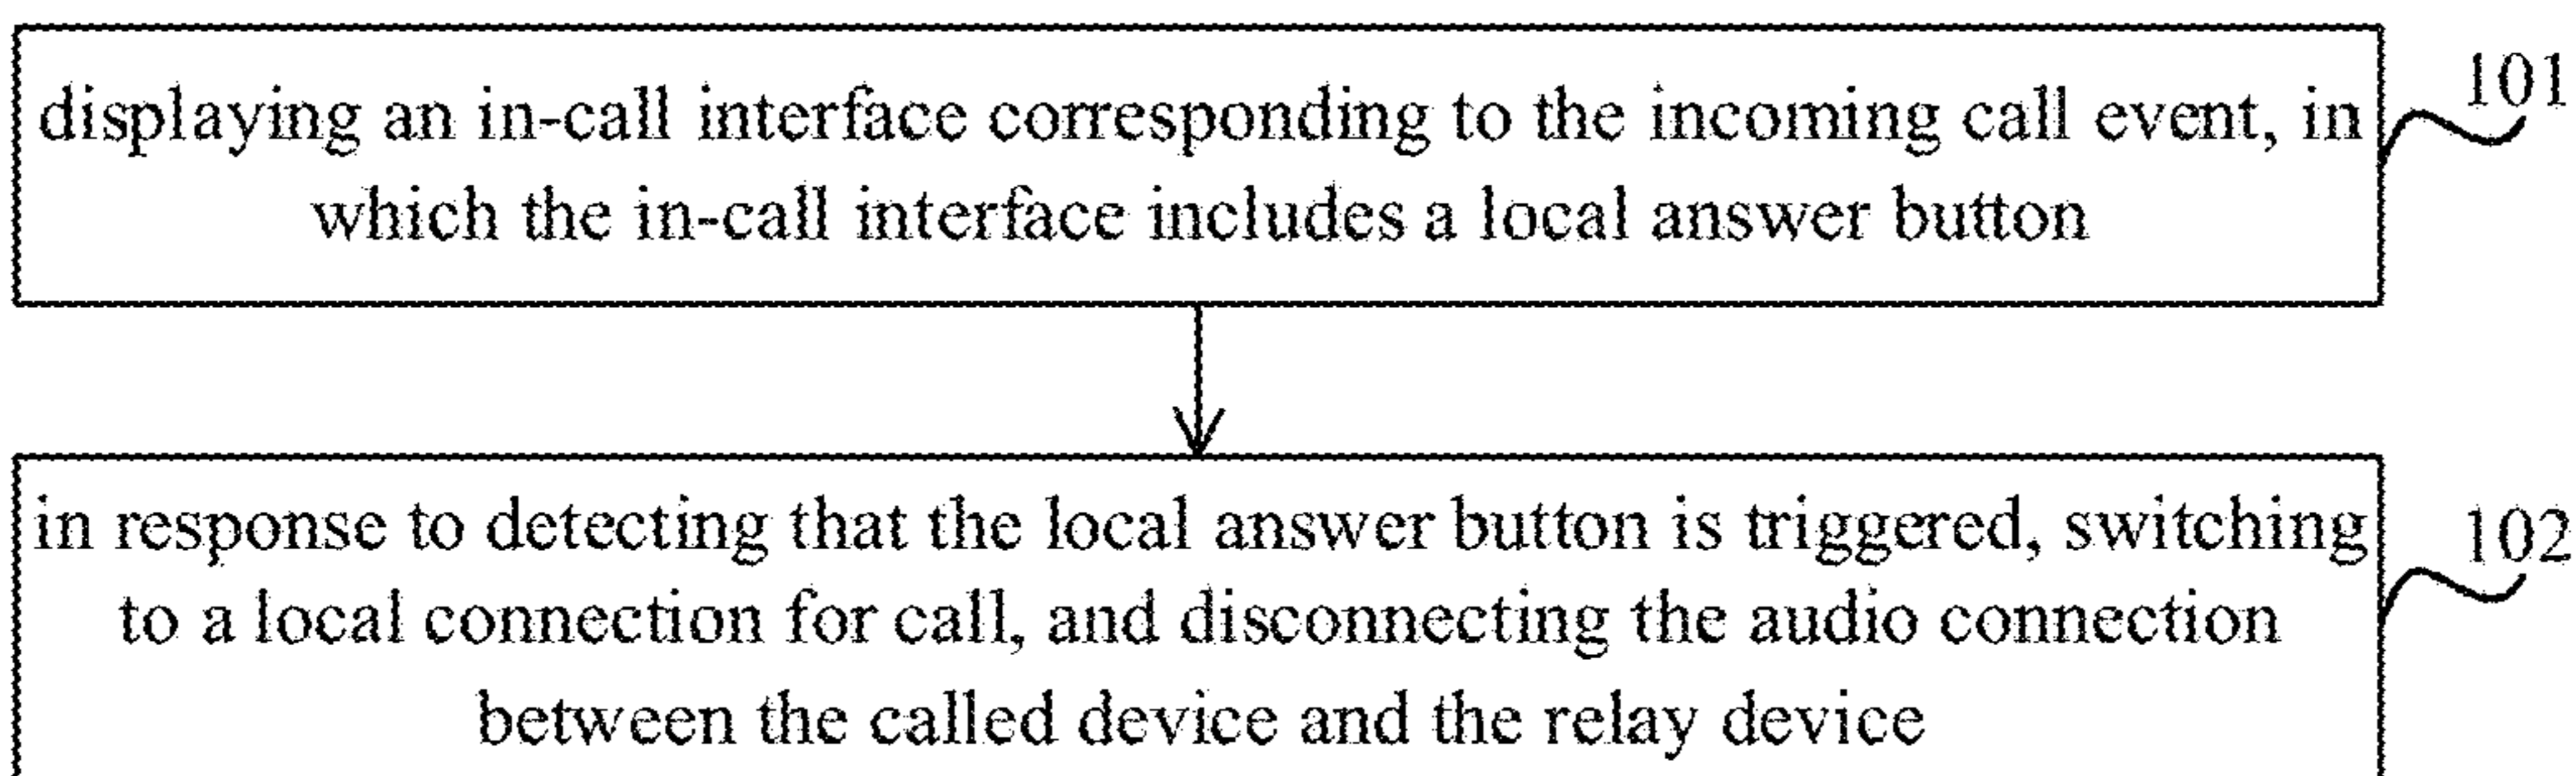 displaying an in-call interface corresponding to the incoming call event, in
which the in-call interface includes a local answer button
101
in response to detecting that the local answer button is triggered, switching
to a local connection for call, and disconnecting the audio connection
between the called device and the relay device
102